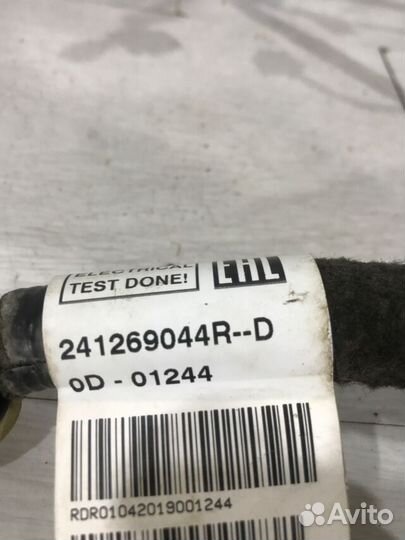 ELECTRICAL
TEST DONE!
EAC
241269044R--D
0D - 01244
RDR01042019001244
Avito